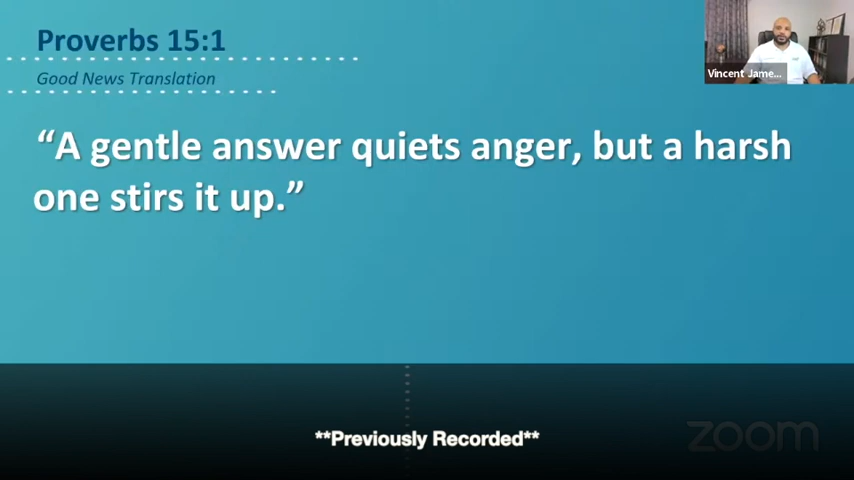 Proverbs 15:1
Good News Translation
Vincent Jame...
“A gentle answer quiets anger, but a harsh
one stirs it up.”
**Previously Recorded**
zoom